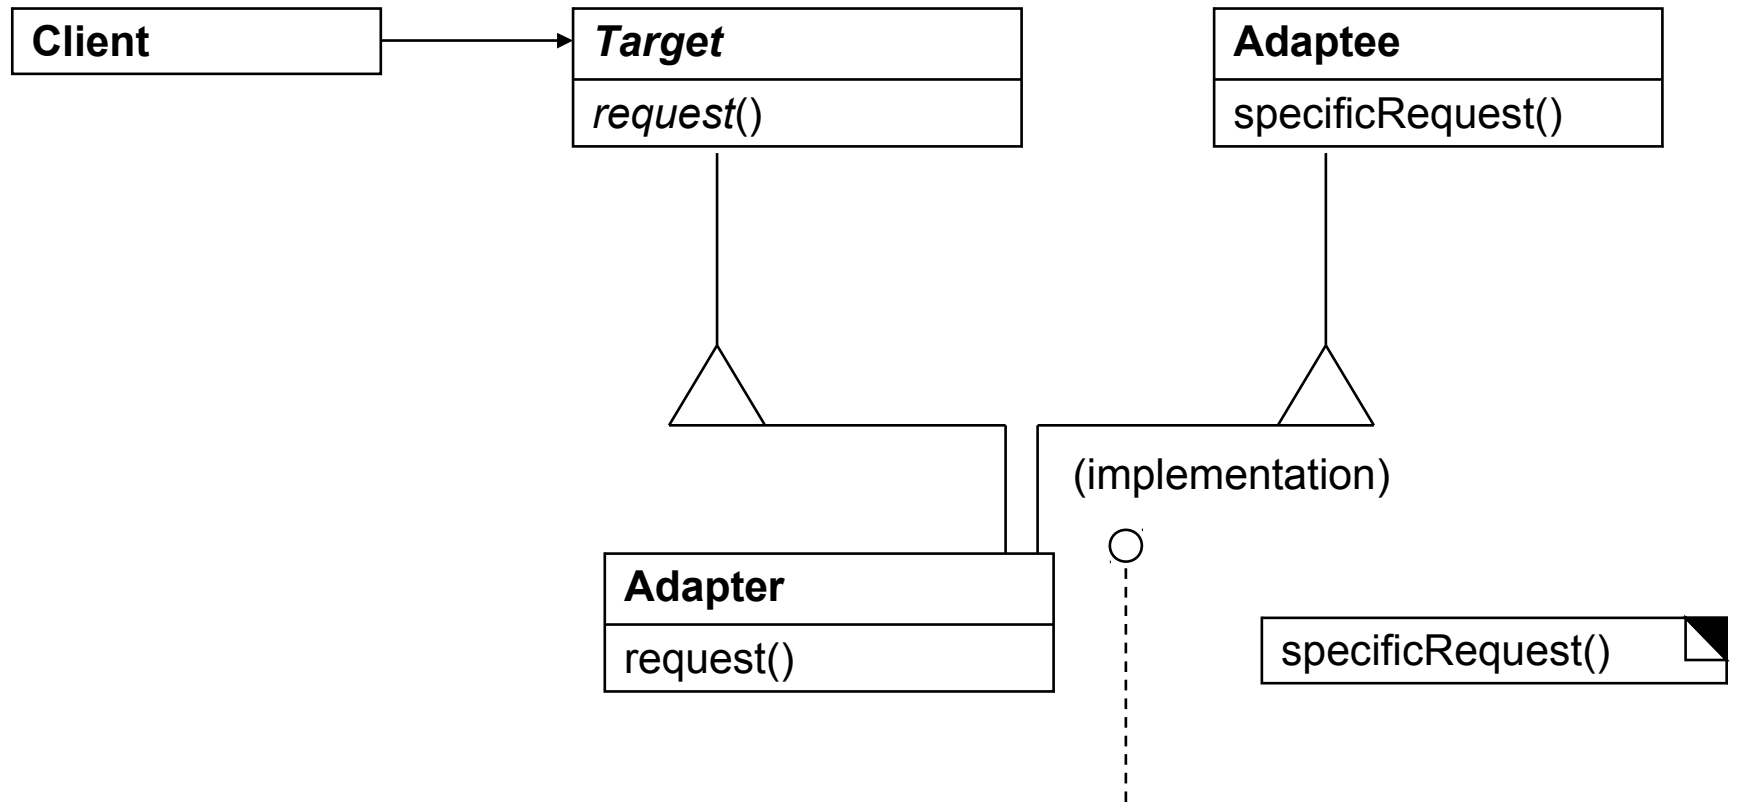 Client
Target
request()
Adaptee
specificRequest()
(implementation)
Adapter
request()
specificRequest()